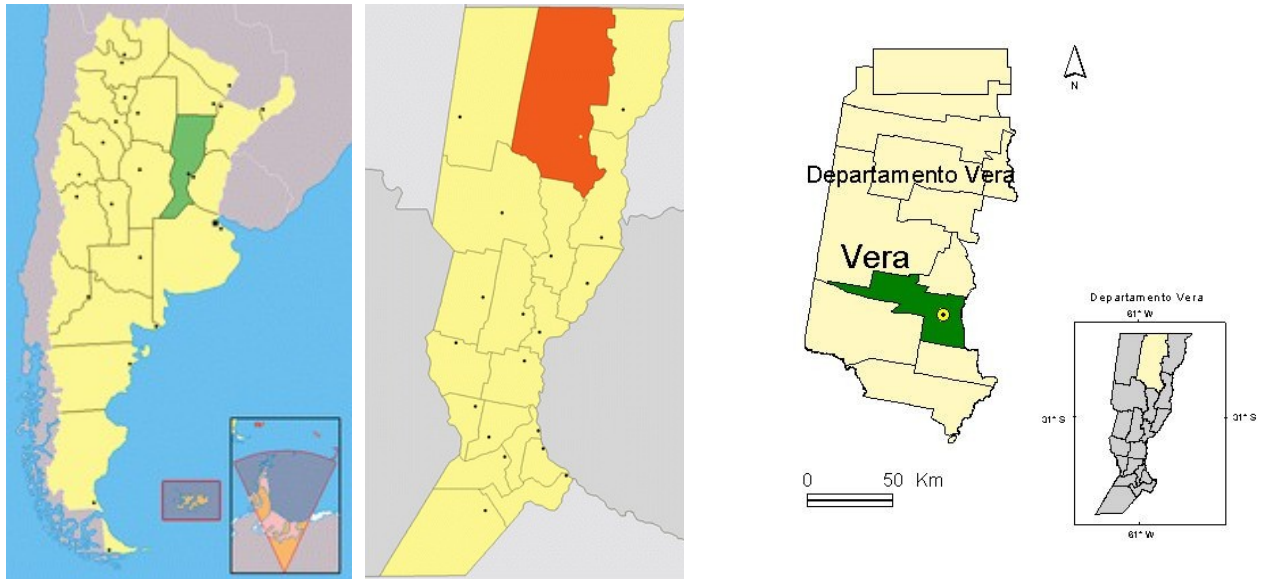 N
Departamento Vera
Vera
0 50 Km
Departamento Vera
61° W
31° S 31° S
61° W